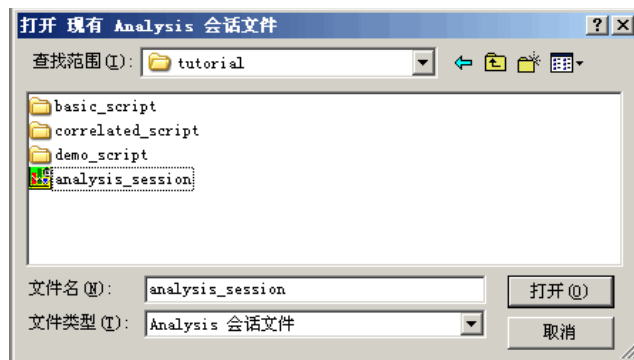 打开 现有 Analysis 会话文件
查找范围(I): tutorial
basic_script
correlated_script
demo_script
analysis_session
文件名(N): analysis_session 打开(O)
文件类型(T): Analysis 会话文件 取消